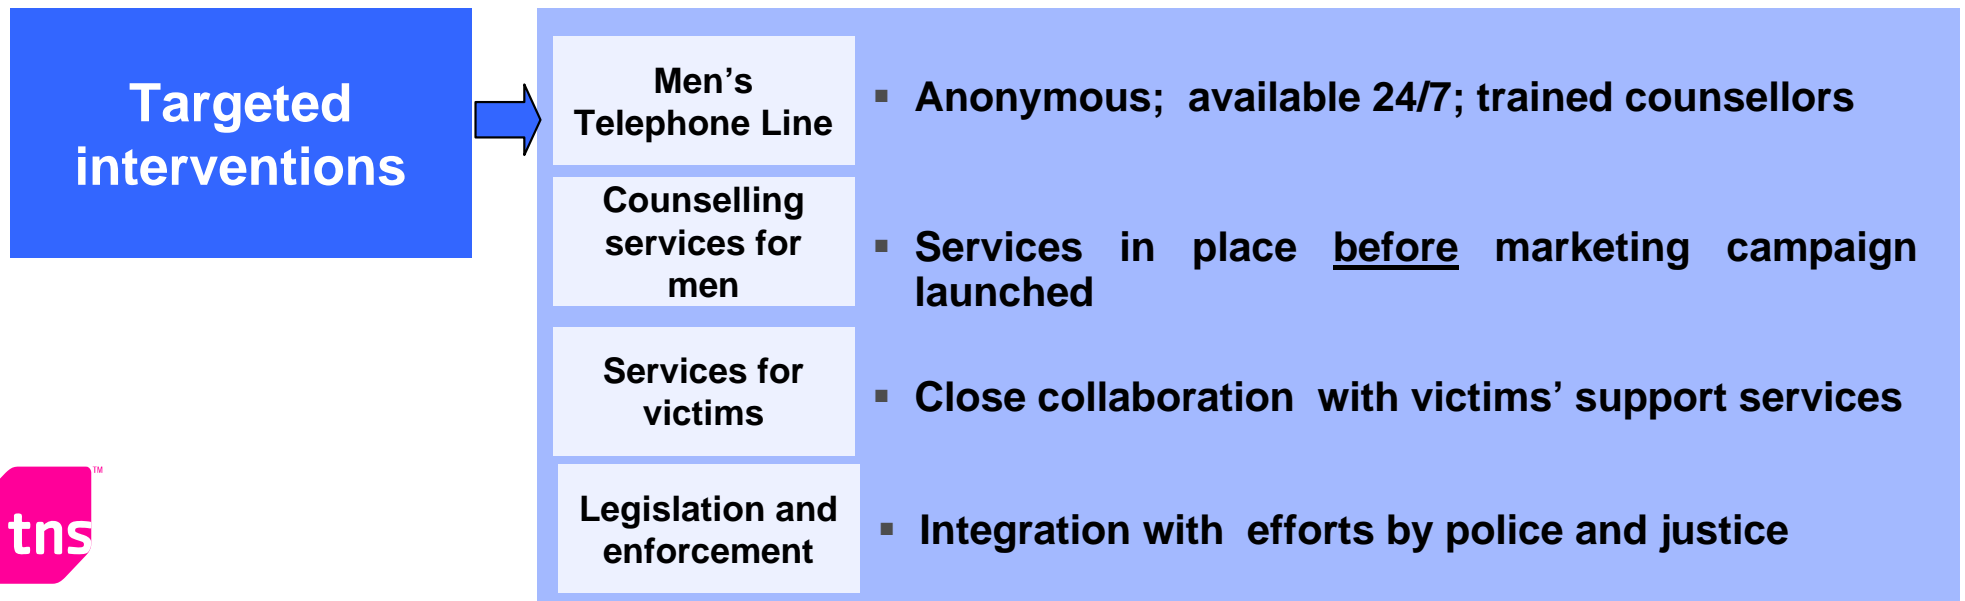 Targeted
interventions
Men’s
Telephone Line
▪ Anonymous; available 24/7; trained counsellors
Counselling
services for
men
▪ Services in place before marketing campaign
launched
Services for
victims
▪ Close collaboration with victims’ support services
Legislation and
enforcement
▪ Integration with efforts by police and justice
tns
TM